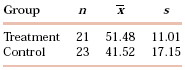 Group n x̄ s
Treatment 21 51.48 11.01
Control 23 41.52 17.15